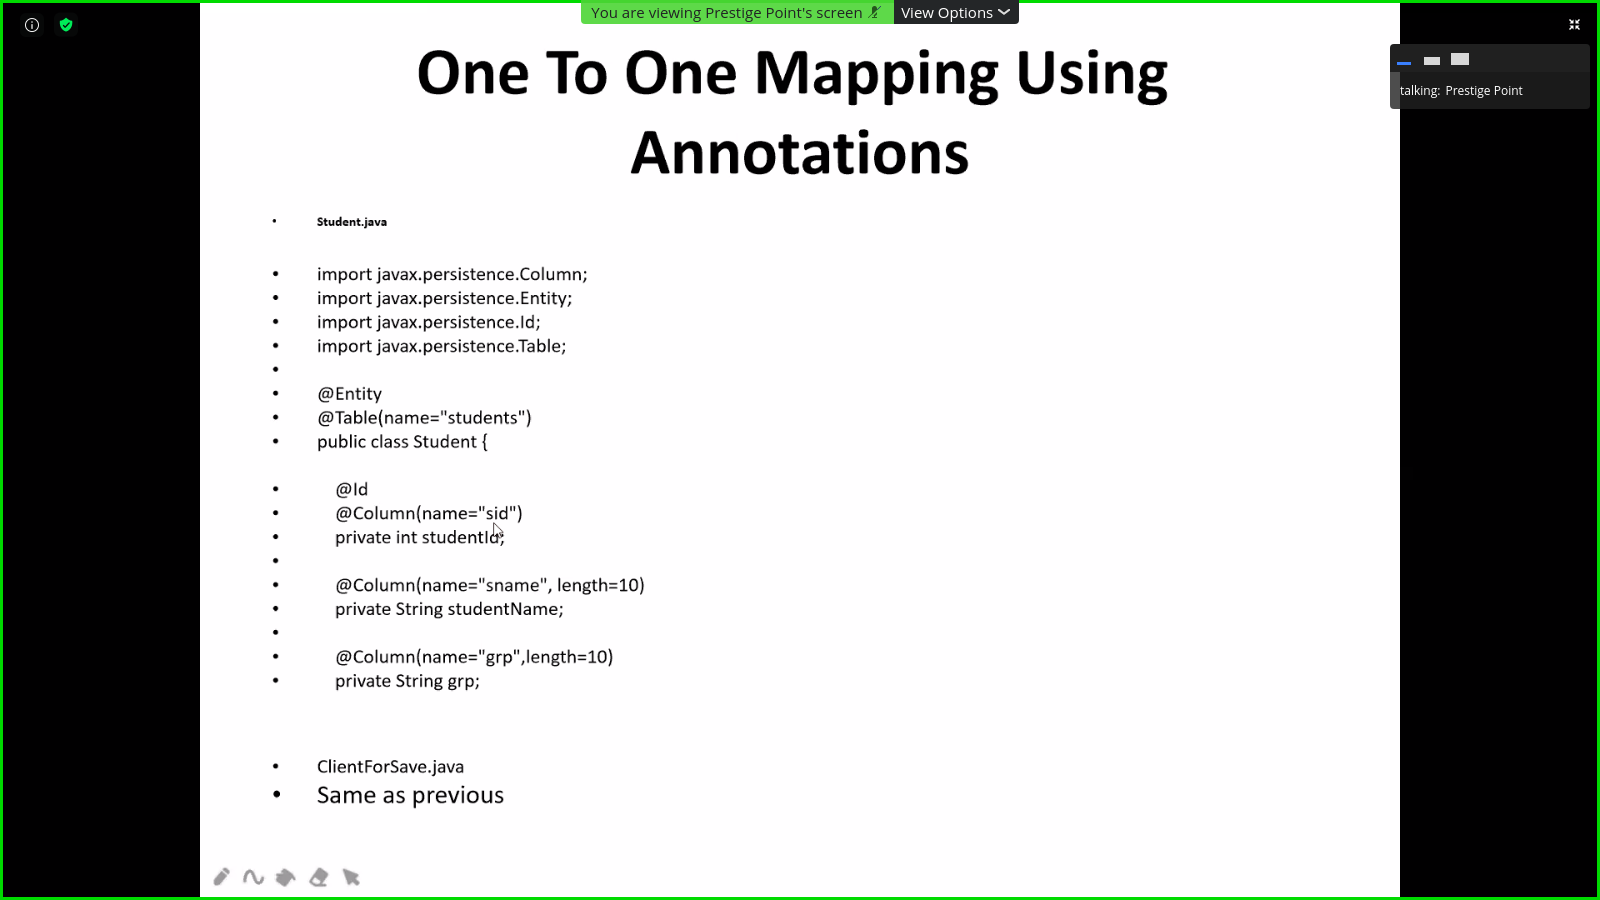 You are viewing Prestige Point's screen View Options
talking: Prestige Point
One To One Mapping Using
Annotations
• Student.java
• import javax.persistence.Column;
• import javax.persistence.Entity;
• import javax.persistence.Id;
• import javax.persistence.Table;
•
• @Entity
• @Table(name="students")
• public class Student {
• @Id
• @Column(name="sid")
• private int studentId;
•
• @Column(name="sname", length=10)
• private String studentName;
•
• @Column(name="grp",length=10)
• private String grp;
• ClientForSave.java
• Same as previous